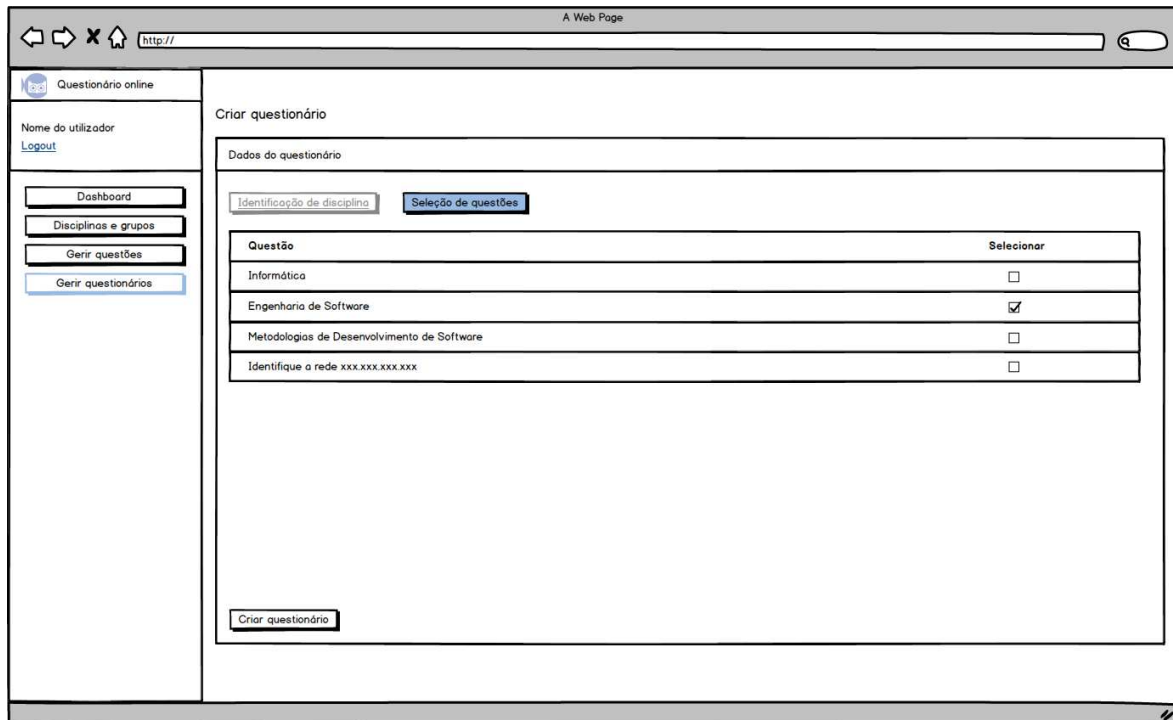 A Web Page
http://
Questionário online
Nome do utilizador
Logout
Dashboard
Disciplinas e grupos
Gerir questões
Gerir questionários
Criar questionário
Dados do questionário
Identificação de disciplina
Seleção de questões
Questão Selecionar
Informática
Engenharia de Software
Metodologias de Desenvolvimento de Software
Identifique a rede xxx.xxx.xxx.xxx
Criar questionário